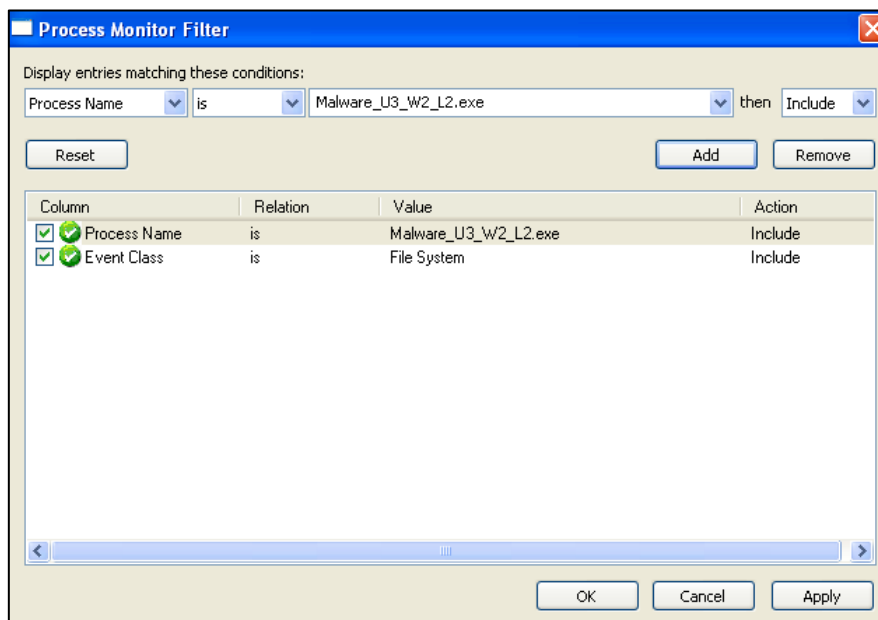 Process Monitor Filter
Display entries matching these conditions:
Process Name is Malware_U3_W2_L2.exe then Include
Reset Add Remove
Column Relation Value Action
Process Name is Malware_U3_W2_L2.exe Include
Event Class is File System Include
OK Cancel Apply